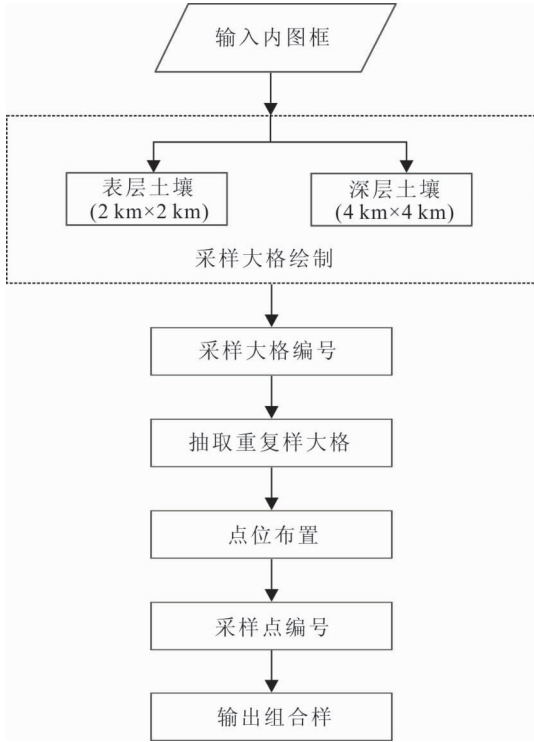 输入内图框
表层土壤
(2 km×2 km)
深层土壤
(4 km×4 km)
采样大格绘制
采样大格编号
抽取重复样大格
点位布置
采样点编号
输出组合样